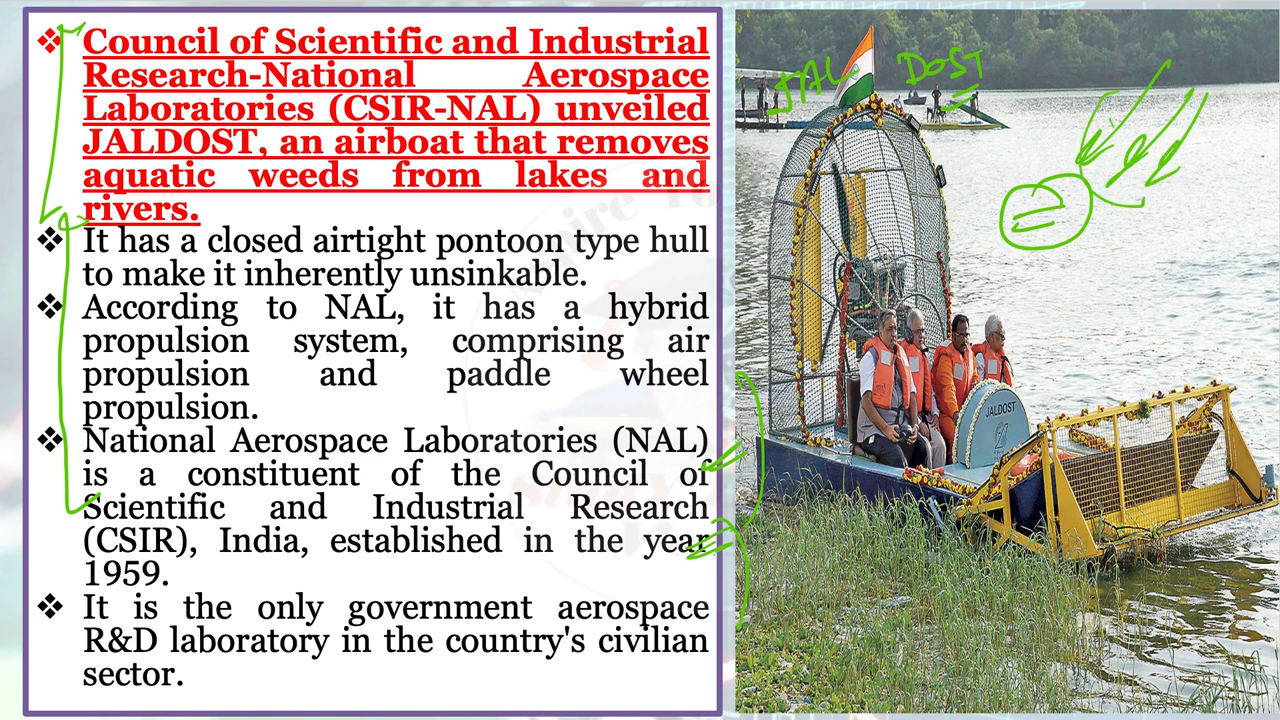 ❖ Council of Scientific and Industrial
Research-National Aerospace
Laboratories (CSIR-NAL) unveiled
JALDOST, an airboat that removes
aquatic weeds from lakes and
rivers.
❖ It has a closed airtight pontoon type hull
to make it inherently unsinkable.
❖ According to NAL, it has a hybrid
propulsion system, comprising air
propulsion and paddle wheel
propulsion.
❖ National Aerospace Laboratories (NAL)
is a constituent of the Council of
Scientific and Industrial Research
(CSIR), India, established in the year
1959.
❖ It is the only government aerospace
R&D laboratory in the country's civilian
sector.
JAL DOST
JALDOST